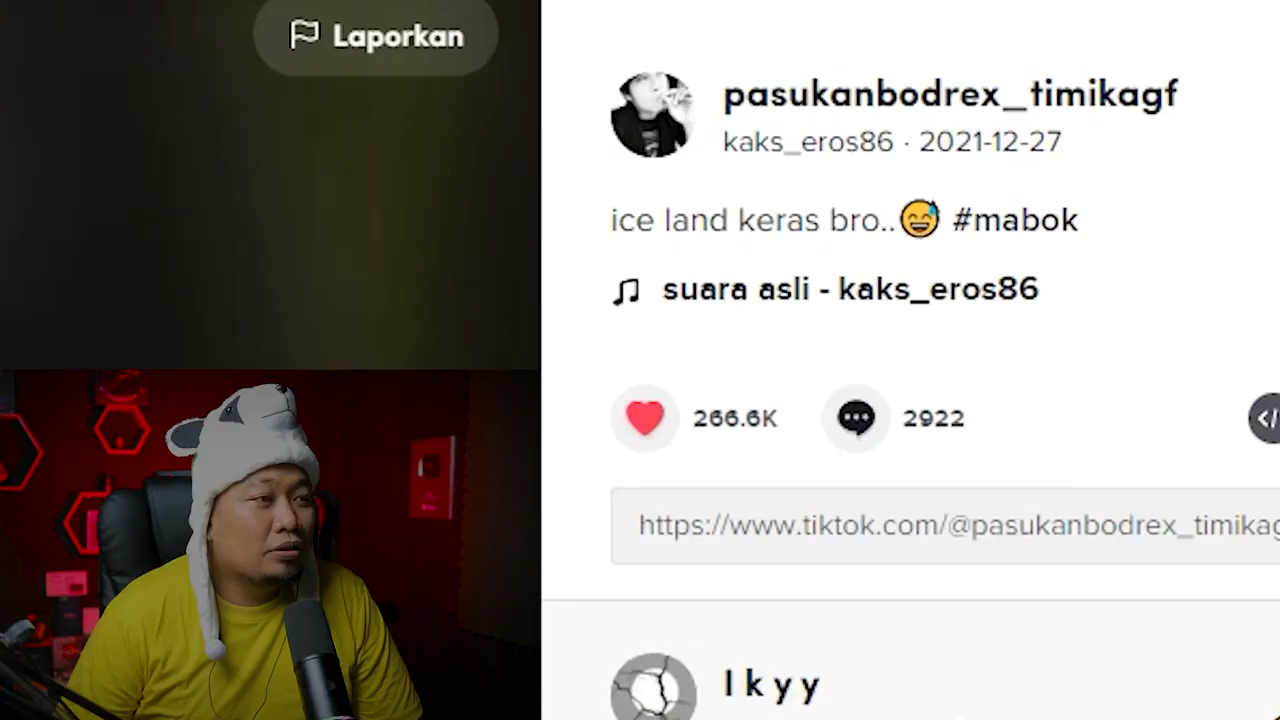 Laporkan
pasukanbodrex_timikagf
kaks_eros86 · 2021-12-27
ice land keras bro..😅 #mabok
suara asli - kaks_eros86
266.6K
2922
</>
https://www.tiktok.com/@pasukanbodrex_timikag
I k y y